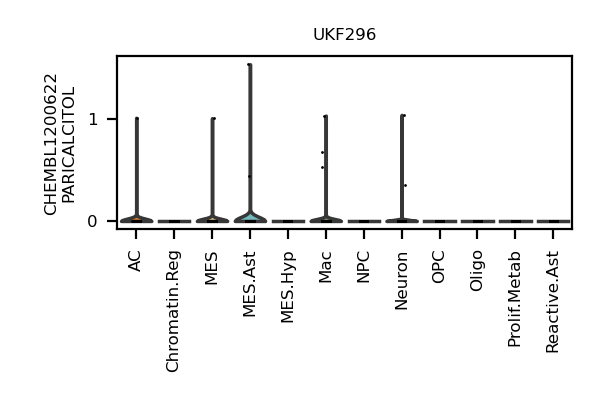 UKF296
CHEMBL1200622
PARICALCITOL
1
0
AC
Chromatin.Reg
MES
MES.Ast
MES.Hyp
Mac
NPC
Neuron
OPC
Oligo
Prolif.Metab
Reactive.Ast